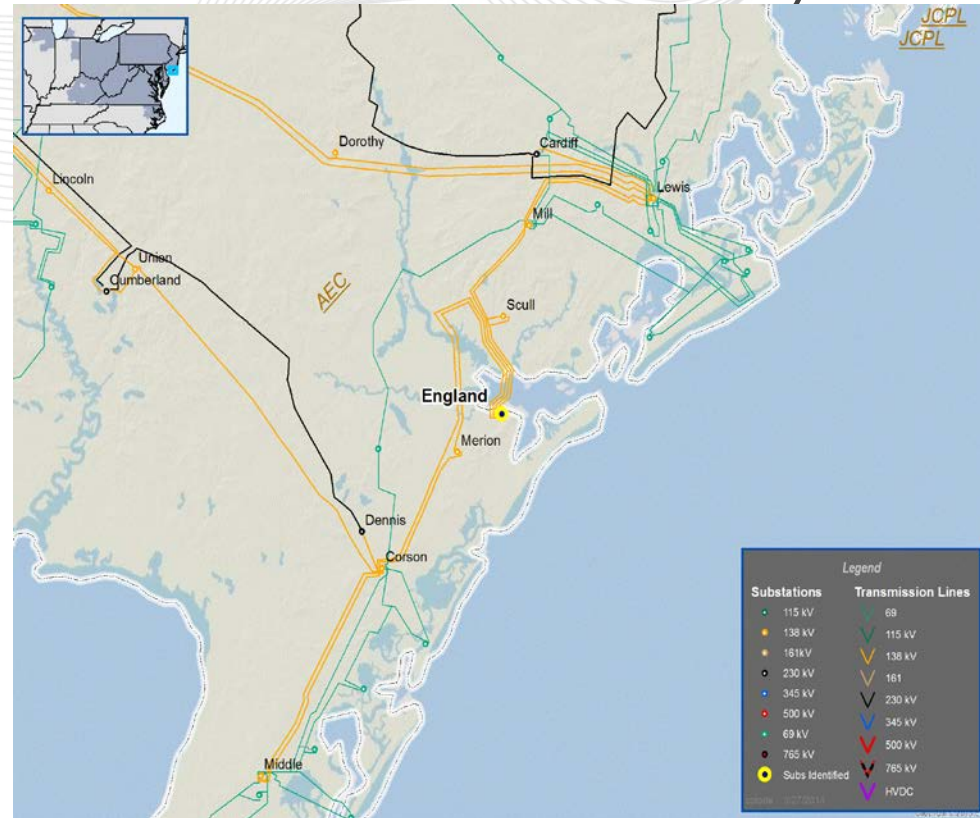 JCPL
JCPL
Dorothy
Cardiff
Lincoln
Lewis
Mill
Union
Cumberland
AEC
Scull
England
Merion
Dennis
Corson
Middle
Legend
Substations
115 kV
138 kV
161kV
230 kV
345 kV
500 kV
69 kV
765 kV
Subs Identified
Transmission Lines
69
115 kV
138 kV
161
230 kV
345 kV
500 kV
765 kV
HVDC